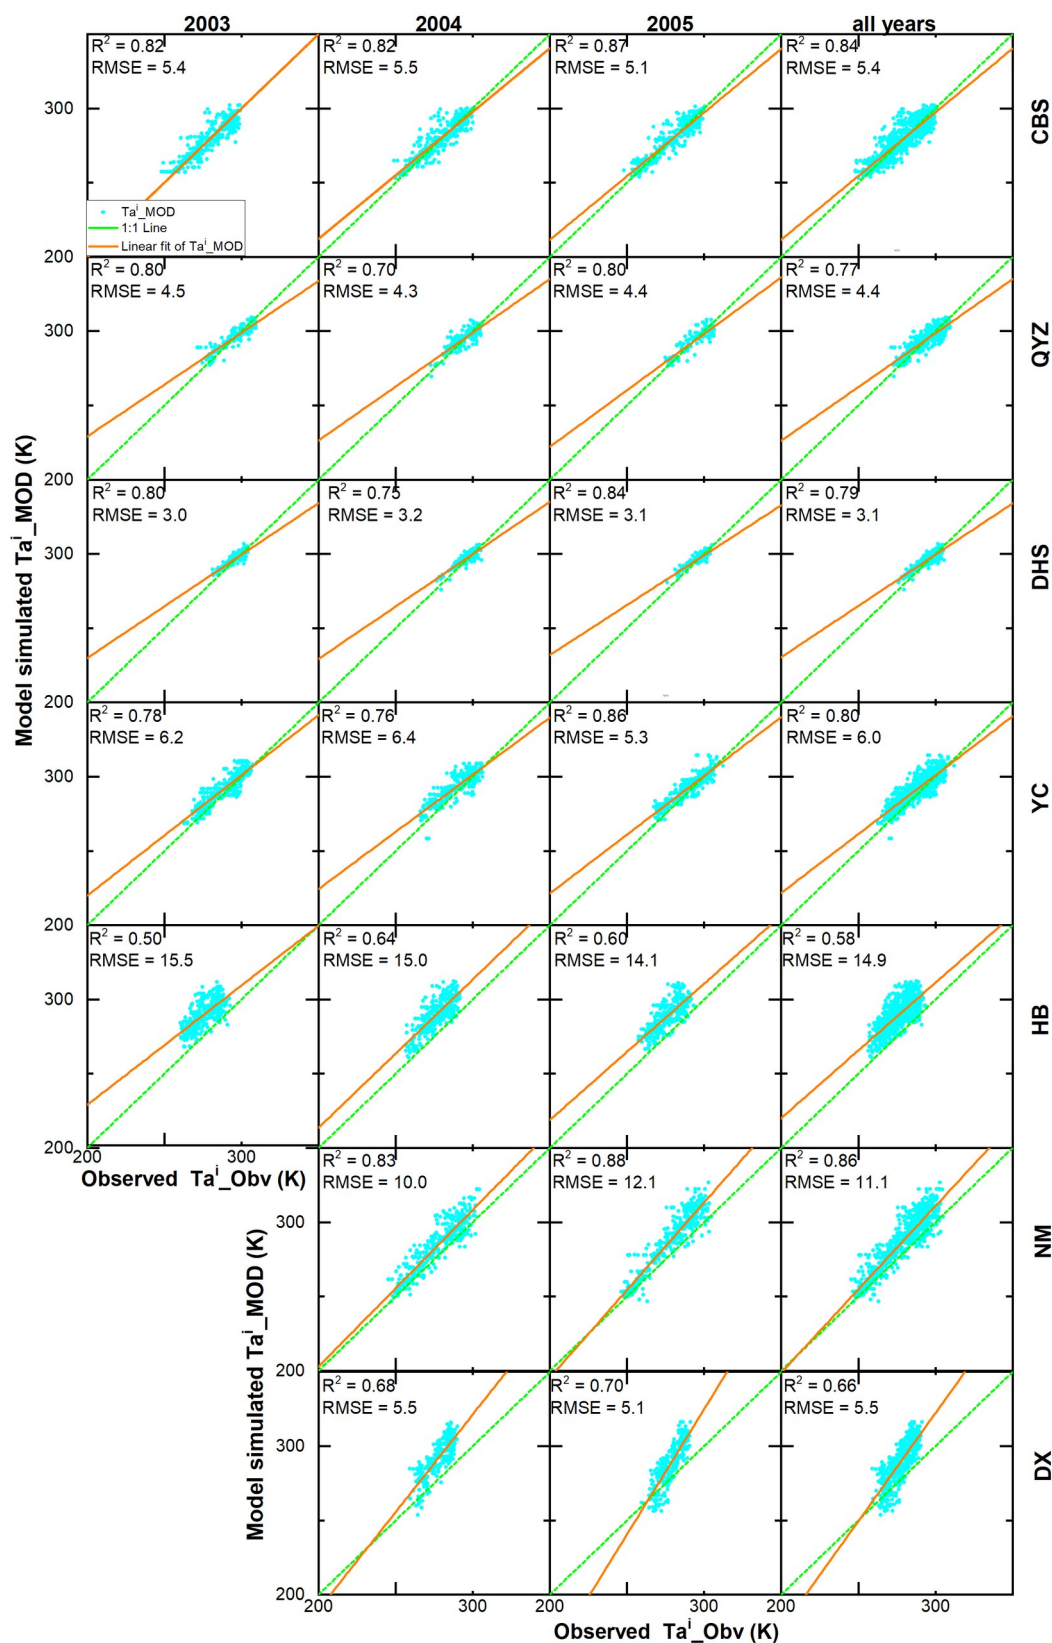 2003 2004 2005 all years
R² = 0.82 R² = 0.82 R² = 0.87 R² = 0.84
RMSE = 5.4 RMSE = 5.5 RMSE = 5.1 RMSE = 5.4
300
CBS
Taⁱ_MOD
1:1 Line
Linear fit of Taⁱ_MOD
200
R² = 0.80 R² = 0.70 R² = 0.80 R² = 0.77
RMSE = 4.5 RMSE = 4.3 RMSE = 4.4 RMSE = 4.4
300
QYZ
Model simulated Taⁱ_MOD (K)
200
R² = 0.80 R² = 0.75 R² = 0.84 R² = 0.79
RMSE = 3.0 RMSE = 3.2 RMSE = 3.1 RMSE = 3.1
300
DHS
200
R² = 0.78 R² = 0.76 R² = 0.86 R² = 0.80
RMSE = 6.2 RMSE = 6.4 RMSE = 5.3 RMSE = 6.0
300
YC
200
R² = 0.50 R² = 0.64 R² = 0.60 R² = 0.58
RMSE = 15.5 RMSE = 15.0 RMSE = 14.1 RMSE = 14.9
300
HB
200
200 300
Observed Taⁱ_Obv (K)
R² = 0.83 R² = 0.88 R² = 0.86
RMSE = 10.0 RMSE = 12.1 RMSE = 11.1
300
NM
Model simulated Taⁱ_MOD (K)
200
R² = 0.68 R² = 0.70 R² = 0.66
RMSE = 5.5 RMSE = 5.1 RMSE = 5.5
300
DX
200
200 300 200 300 200 300
Observed Taⁱ_Obv (K)